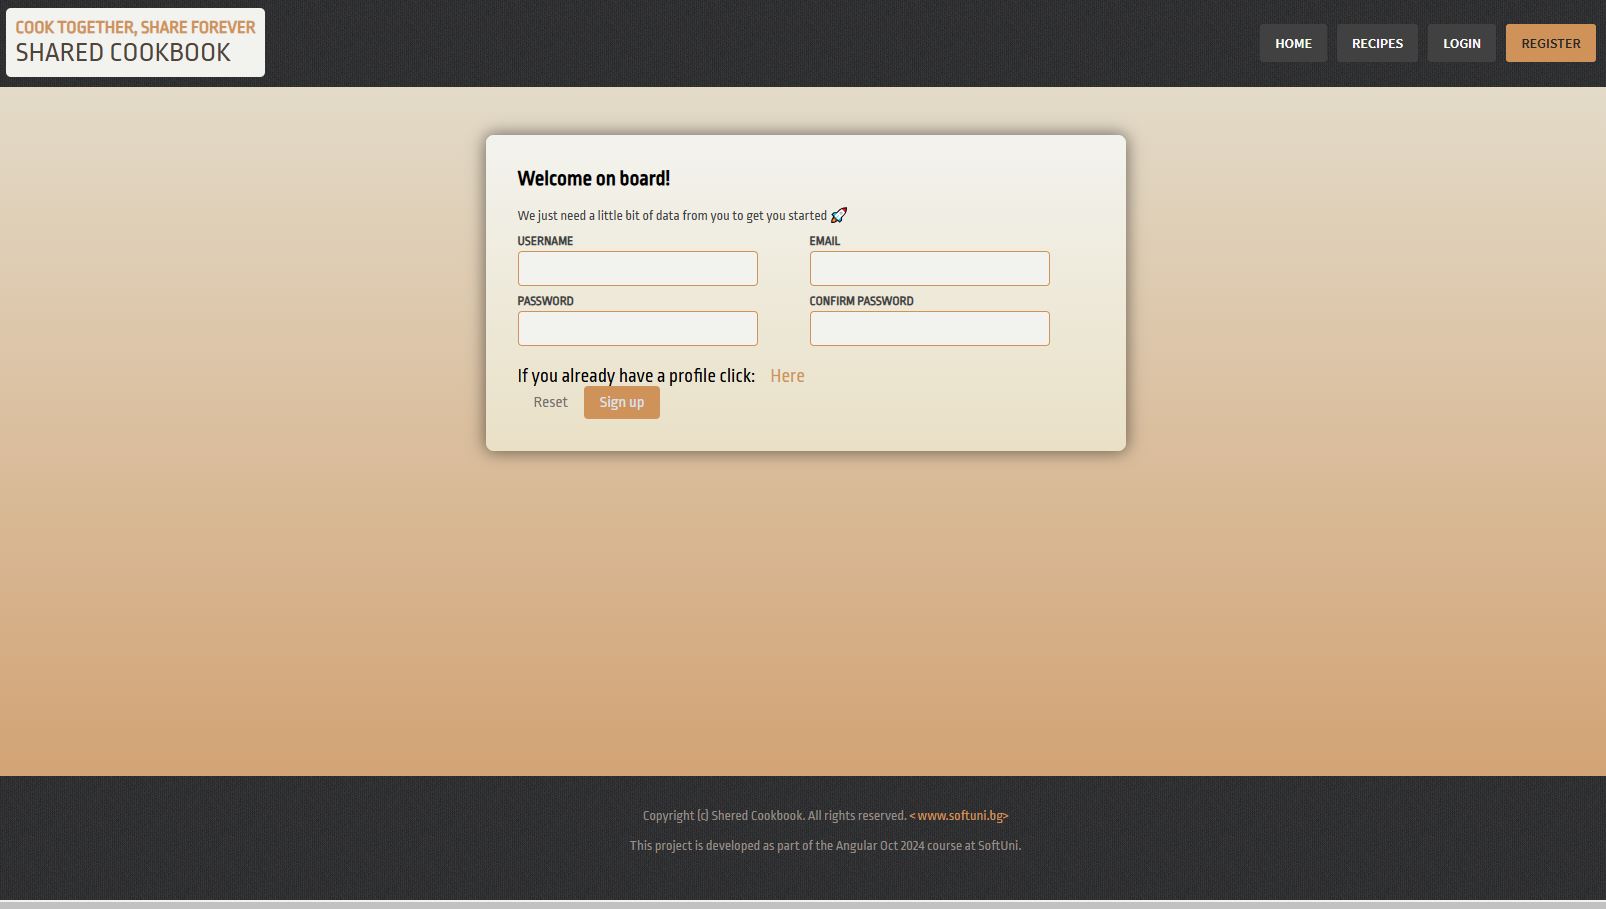 COOK TOGETHER, SHARE FOREVER
SHARED COOKBOOK
HOME RECIPES LOGIN REGISTER
Welcome on board!
We just need a little bit of data from you to get you started 🚀
USERNAME EMAIL
PASSWORD CONFIRM PASSWORD
If you already have a profile click: Here
Reset Sign up
Copyright (c) Shered Cookbook. All rights reserved. <www.softuni.bg>
This project is developed as part of the Angular Oct 2024 course at SoftUni.